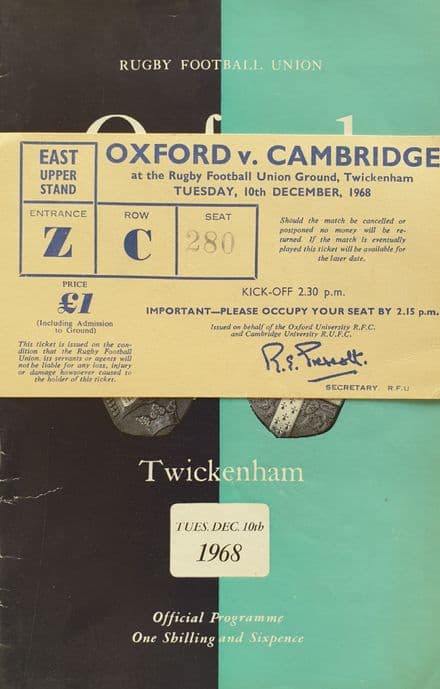 RUGBY FOOTBALL UNION
Oxford
EAST
UPPER
STAND
OXFORD v. CAMBRIDGE
at the Rugby Football Union Ground, Twickenham
TUESDAY, 10th DECEMBER, 1968
ENTRANCE
Z
ROW
C
SEAT
280
Should the match be cancelled or
postponed no money will be re-
turned. If the match is eventually
played this ticket will be available for
the later date.
PRICE
£1
(Including Admission
to Ground)
KICK-OFF 2.30 p.m.
IMPORTANT—PLEASE OCCUPY YOUR SEAT BY 2.15 p.m.
Issued on behalf of the Oxford University R.F.C.
and Cambridge University R.U.F.C.
This ticket is issued on the con-
dition that the Rugby Football
Union, its servants or agents will
not be liable for any loss, injury
or damage howsoever caused to
the holder of this ticket.
R.E. Prescott.
SECRETARY R.F.U
Twickenham
TUES. DEC. 10th
1968
Official Programme
One Shilling and Sixpence